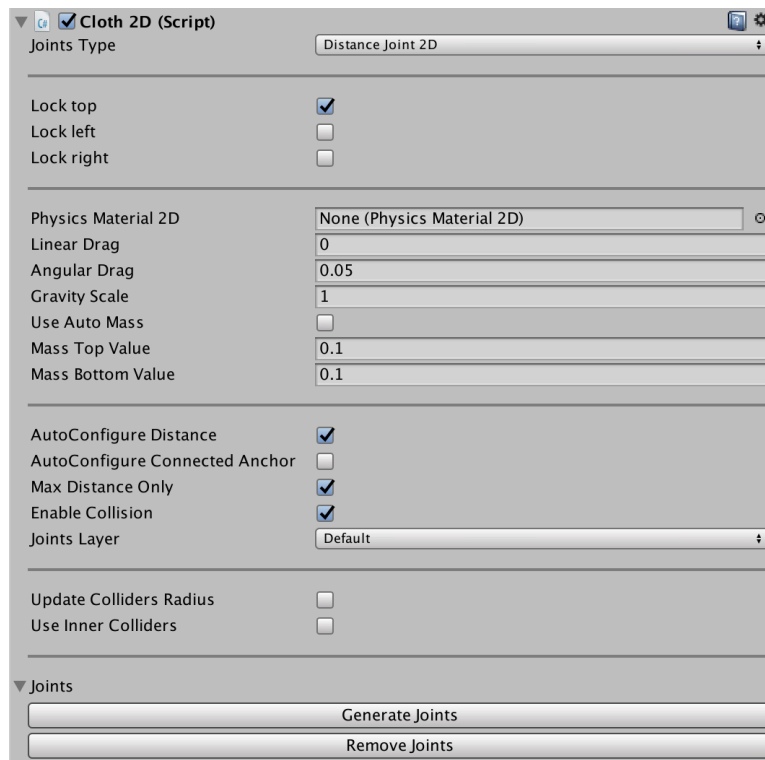 Cloth 2D (Script)
Joints Type Distance Joint 2D
Lock top
Lock left
Lock right
Physics Material 2D None (Physics Material 2D)
Linear Drag 0
Angular Drag 0.05
Gravity Scale 1
Use Auto Mass
Mass Top Value 0.1
Mass Bottom Value 0.1
AutoConfigure Distance
AutoConfigure Connected Anchor
Max Distance Only
Enable Collision
Joints Layer Default
Update Colliders Radius
Use Inner Colliders
Joints
Generate Joints
Remove Joints